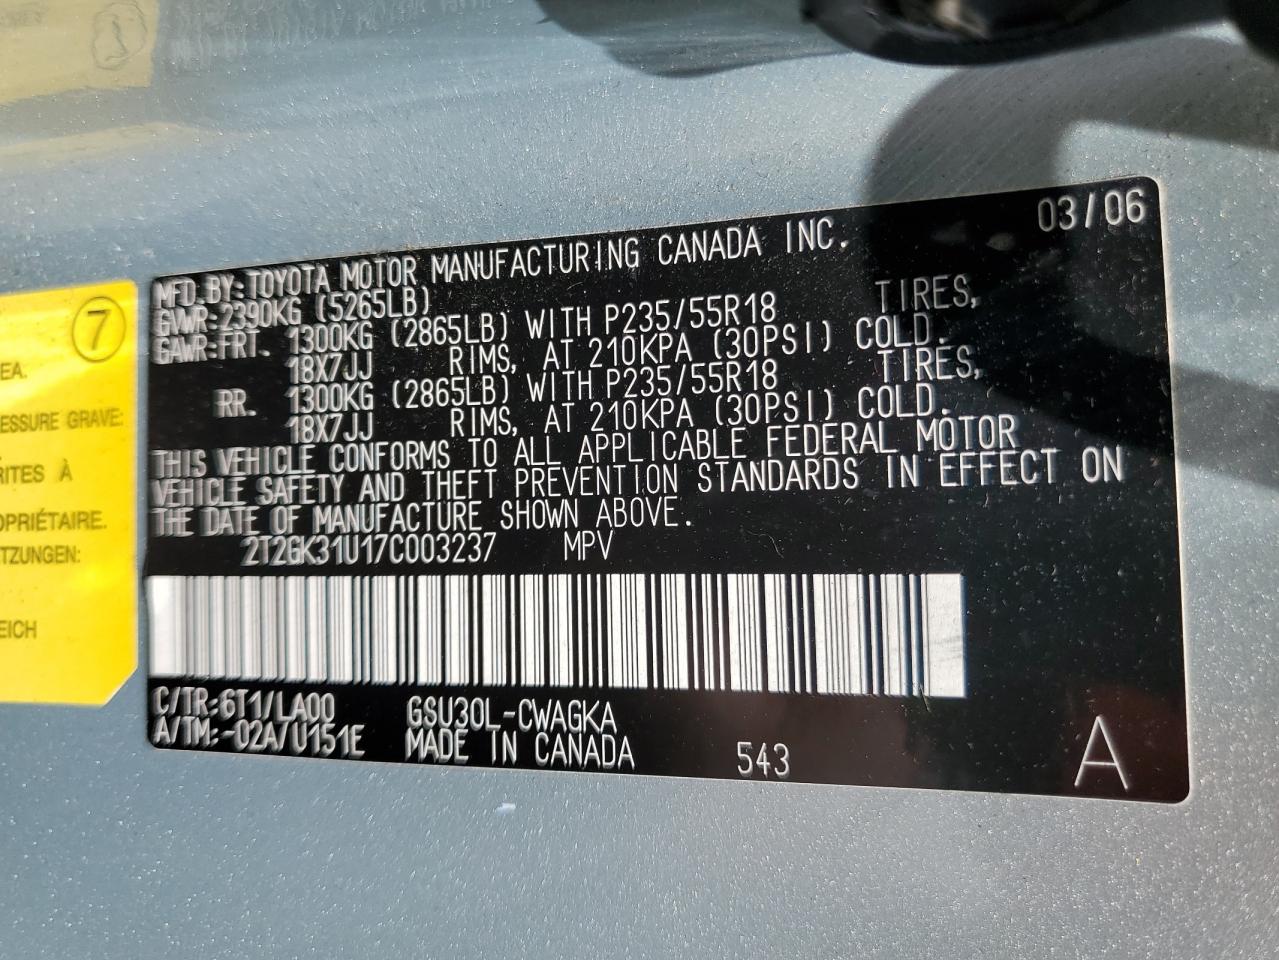 03/06
MFD.BY:TOYOTA MOTOR MANUFACTURING CANADA INC.
GVWR:2390KG (5265LB)
GAWR:FRT. 1300KG (2865LB) WITH P235/55R18 TIRES,
18X7JJ RIMS, AT 210KPA (30PSI) COLD.
RR. 1300KG (2865LB) WITH P235/55R18 TIRES,
18X7JJ RIMS, AT 210KPA (30PSI) COLD.
THIS VEHICLE CONFORMS TO ALL APPLICABLE FEDERAL MOTOR
VEHICLE SAFETY AND THEFT PREVENTION STANDARDS IN EFFECT ON
THE DATE OF MANUFACTURE SHOWN ABOVE.
2T2GK31U17C003237 MPV
C/TR:6T1/LA00 GSU30L-CWAGKA
A/TM:-02A/U151E MADE IN CANADA 543 A
7
EA.
ESSURE GRAVE:
RITES À
OPRIÉTAIRE.
TZUNGEN:
EICH